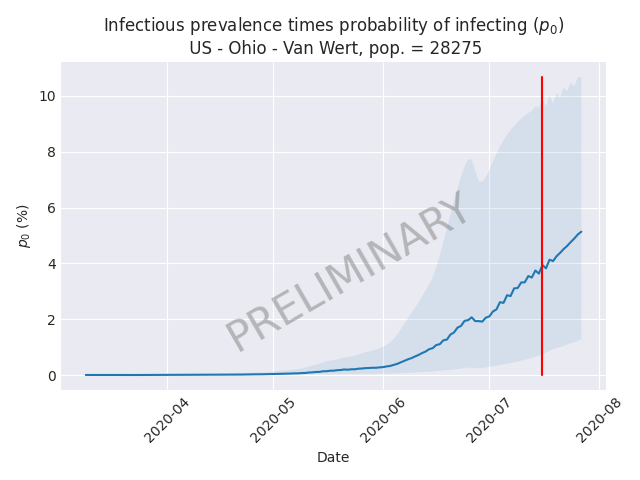 Infectious prevalence times probability of infecting (p₀)
US - Ohio - Van Wert, pop. = 28275
10
8
6
4
2
0
p₀ (%)
PRELIMINARY
2020-04
2020-05
2020-06
2020-07
2020-08
Date